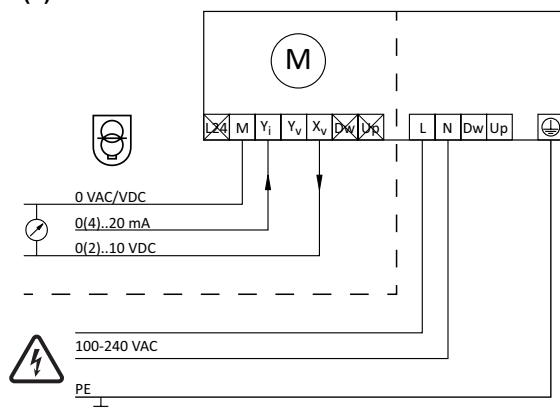 M
L24 M Yi Yv Xv Dw Up L N Dw Up
0 VAC/VDC
0(4)..20 mA
0(2)..10 VDC
100-240 VAC
PE